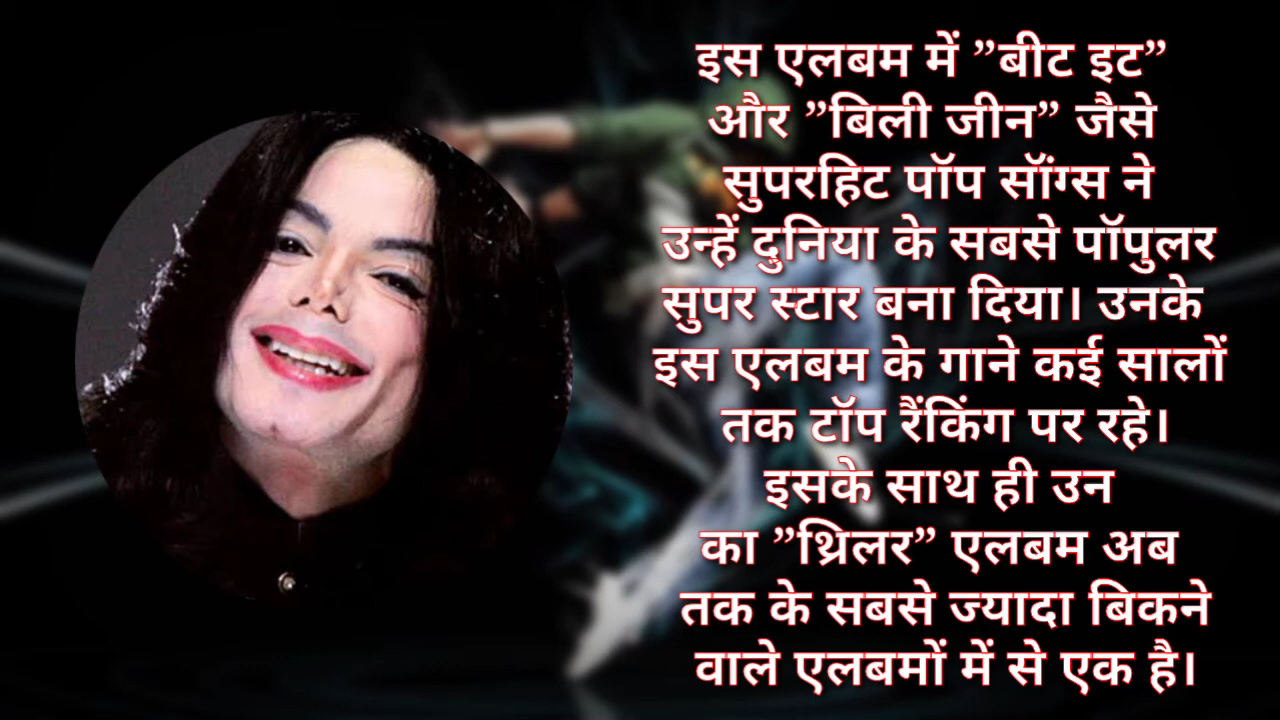 इस एलबम में ”बीट इट”
और ”बिली जीन” जैसे
सुपरहिट पॉप सॉंग्स ने
उन्हें दुनिया के सबसे पॉपुलर
सुपर स्टार बना दिया। उनके
इस एलबम के गाने कई सालों
तक टॉप रैंकिंग पर रहे।
इसके साथ ही उन
का ”थ्रिलर” एलबम अब
तक के सबसे ज्यादा बिकने
वाले एलबमों में से एक है।